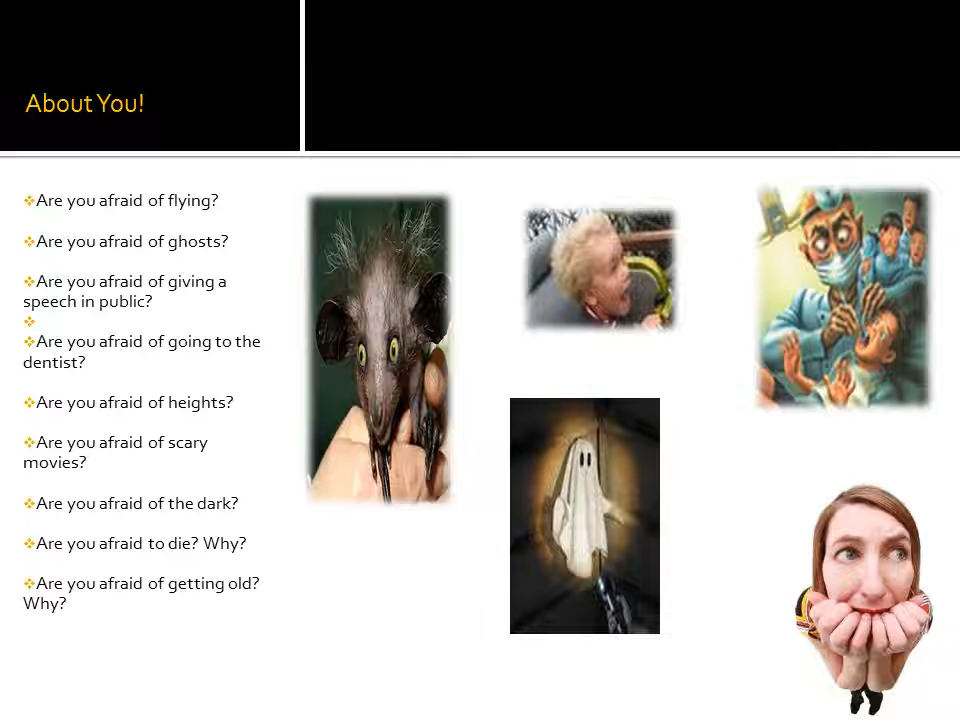 About You!
❖Are you afraid of flying?
❖Are you afraid of ghosts?
❖Are you afraid of giving a
speech in public?
❖
❖Are you afraid of going to the
dentist?
❖Are you afraid of heights?
❖Are you afraid of scary
movies?
❖Are you afraid of the dark?
❖Are you afraid to die? Why?
❖Are you afraid of getting old?
Why?